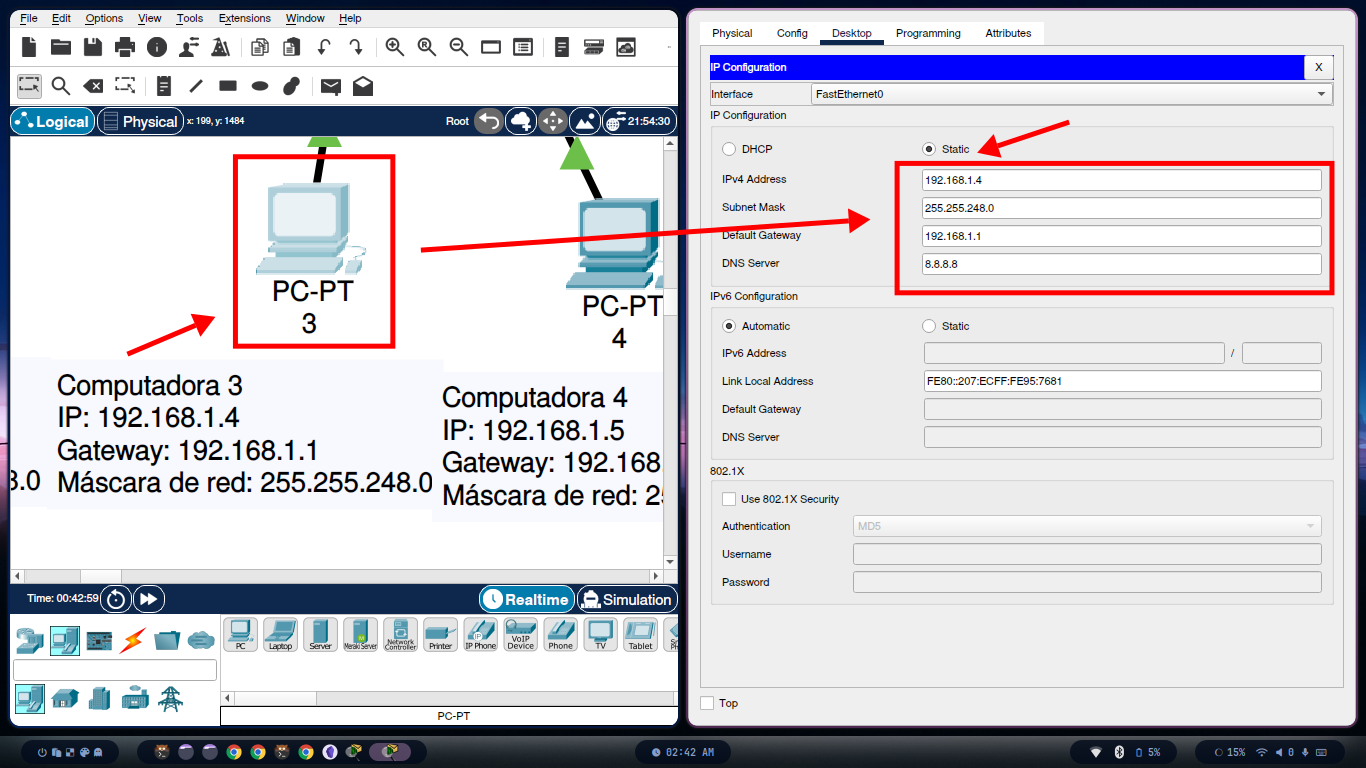 File Edit Options View Tools Extensions Window Help
Logical Physical x: 199, y: 1484 Root 21:54:30
PC-PT
3
PC-PT
4
Computadora 3
IP: 192.168.1.4
Gateway: 192.168.1.1
Máscara de red: 255.255.248.0
Computadora 4
IP: 192.168.1.5
Gateway: 192.168
Máscara de red: 2
.0
Time: 00:42:59 Realtime Simulation
PC Laptop Server Meraki Server Network Controller Printer IP Phone VoIP Device Phone TV Tablet
IP
PC-PT
Physical Config Desktop Programming Attributes
IP Configuration X
Interface FastEthernet0
IP Configuration
DHCP Static
IPv4 Address 192.168.1.4
Subnet Mask 255.255.248.0
Default Gateway 192.168.1.1
DNS Server 8.8.8.8
IPv6 Configuration
Automatic Static
IPv6 Address /
Link Local Address FE80::207:ECFF:FE95:7681
Default Gateway
DNS Server
802.1X
Use 802.1X Security
Authentication MD5
Username
Password
Top
02:42 AM 5% 15% 0